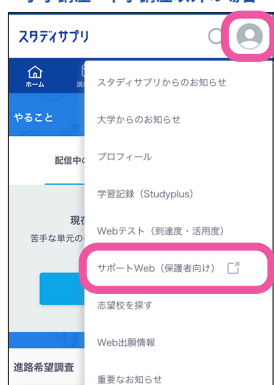 スタディサプリ
ホーム
やること
配信中
現在
苦手な単元の
進路希望調査
スタディサプリからのお知らせ
大学からのお知らせ
プロフィール
学習記録（Studyplus）
Webテスト（到達度・活用度）
サポートWeb（保護者向け）
志望校を探す
Web出願情報
重要なお知らせ